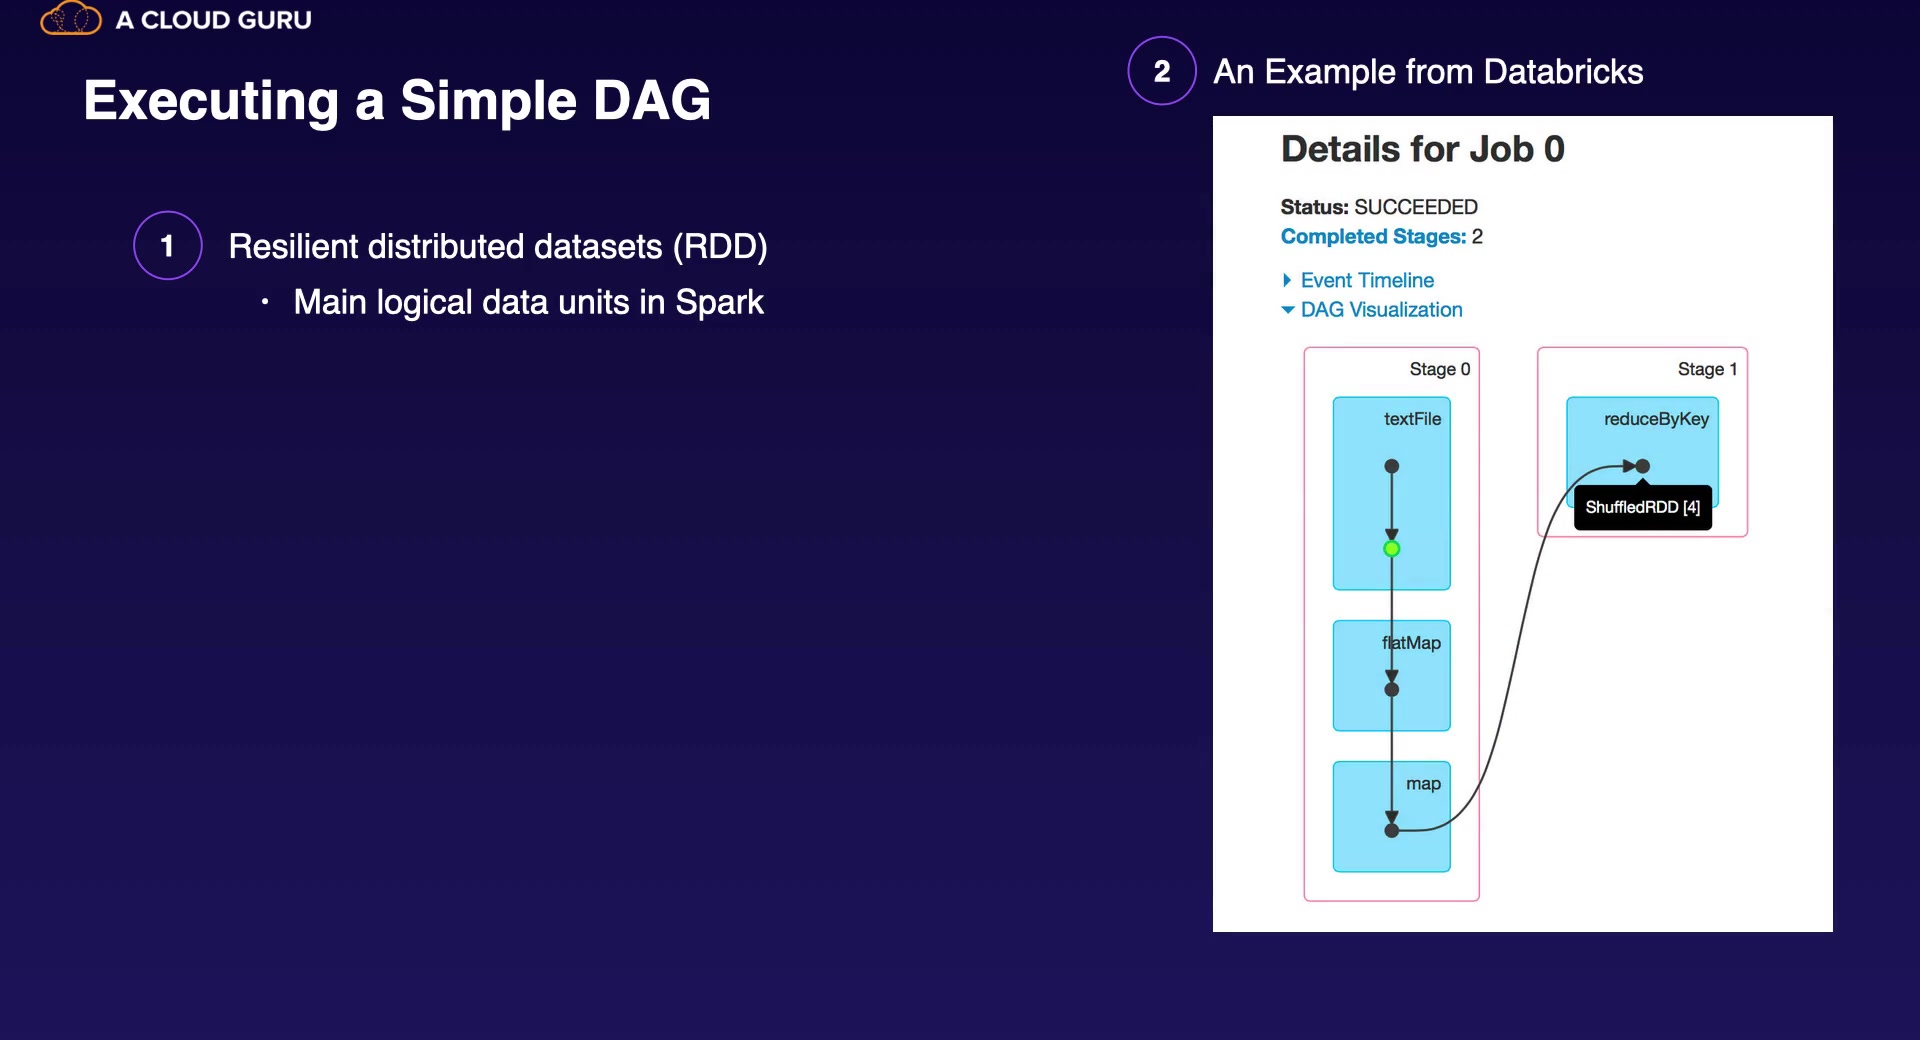 A CLOUD GURU
Executing a Simple DAG
1 Resilient distributed datasets (RDD)
• Main logical data units in Spark
2 An Example from Databricks
Details for Job 0
Status: SUCCEEDED
Completed Stages: 2
Event Timeline
DAG Visualization
Stage 0
textFile
flatMap
map
Stage 1
reduceByKey
ShuffledRDD [4]